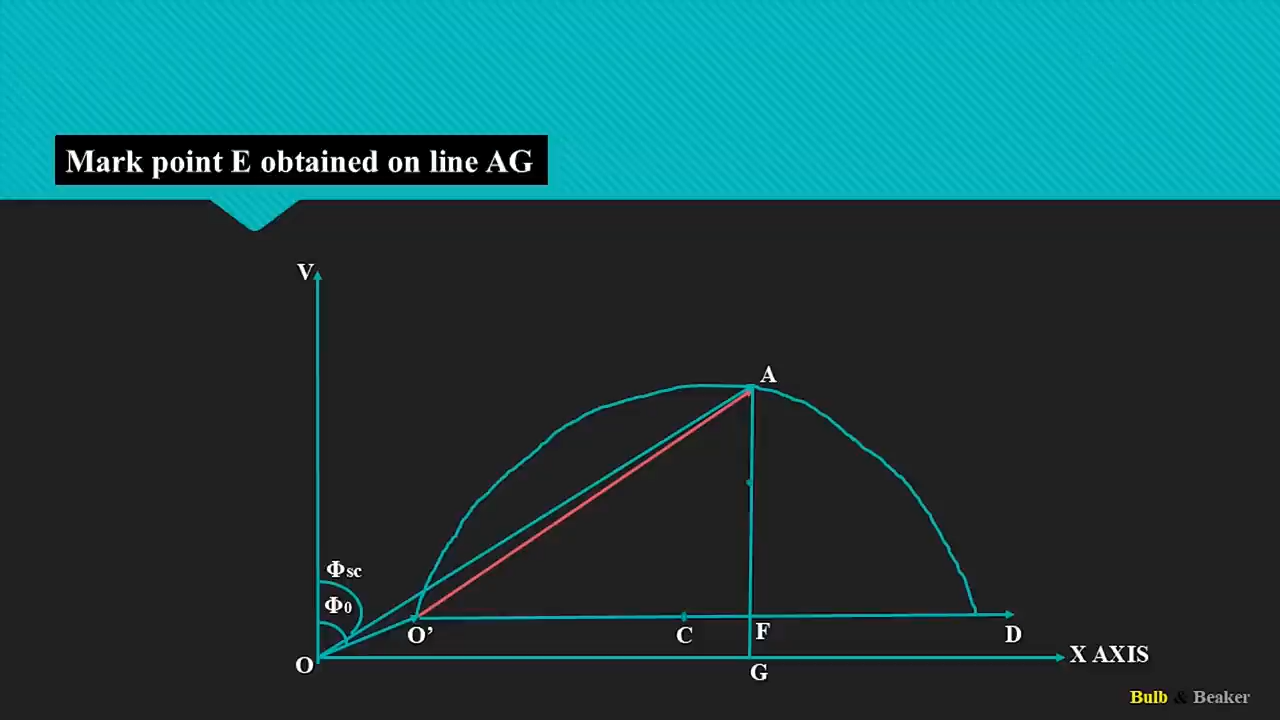 Mark point E obtained on line AG
V
A
Φsc
Φ0
O’
C
F
D
O
G
X AXIS
Bulb & Beaker